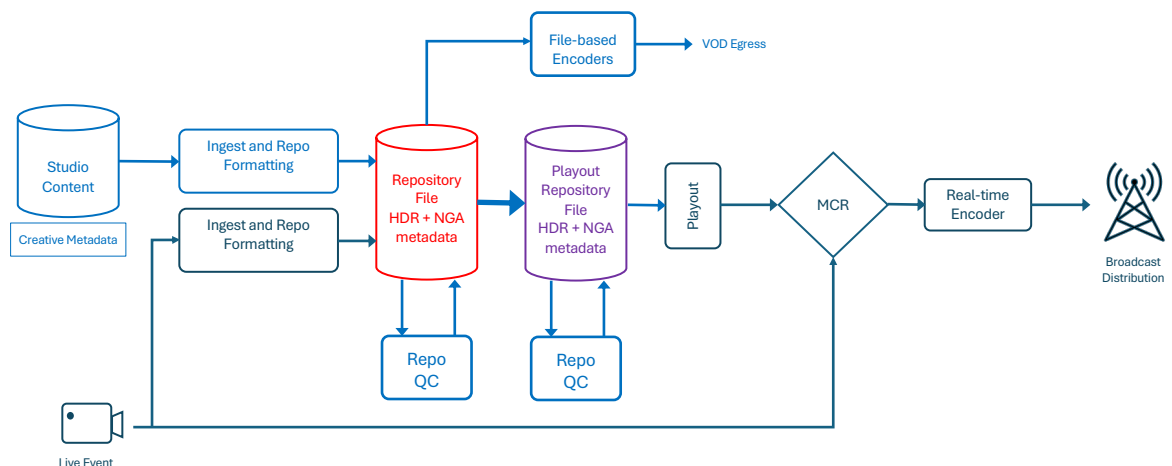 File-based
Encoders
VOD Egress
Studio
Content
Creative Metadata
Ingest and Repo
Formatting
Ingest and Repo
Formatting
Repository
File
HDR + NGA
metadata
Playout
Repository
File
HDR + NGA
metadata
Playout
MCR
Real-time
Encoder
Broadcast
Distribution
Repo
QC
Repo
QC
Live Event